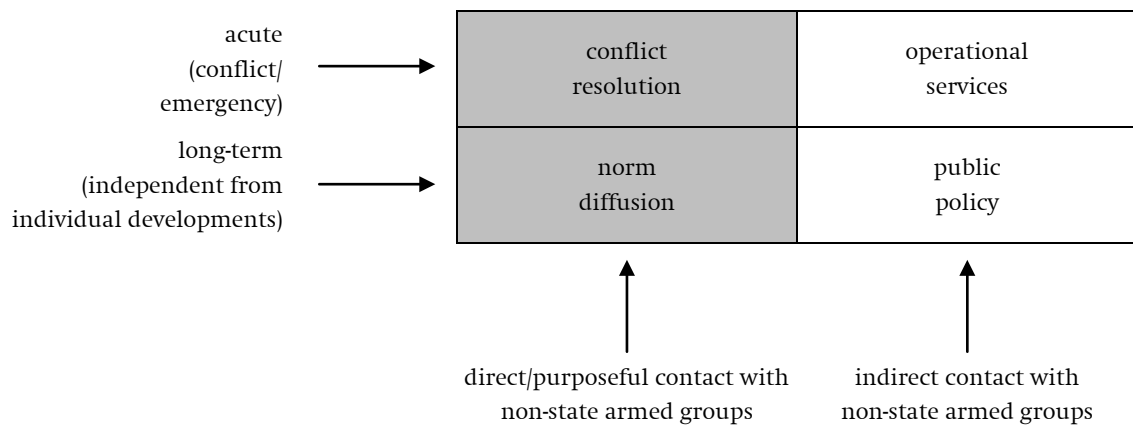 acute
(conflict/
emergency)
conflict
resolution
operational
services
long-term
(independent from
individual developments)
norm
diffusion
public
policy
direct/purposeful contact with
non-state armed groups
indirect contact with
non-state armed groups